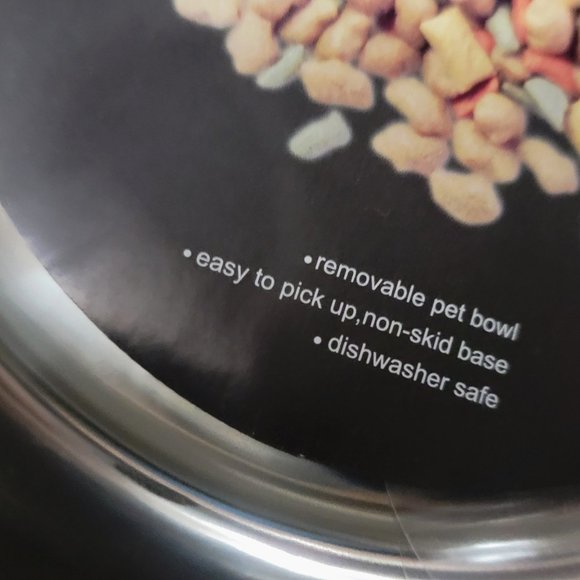 •removable pet bowl
•easy to pick up,non-skid base
•dishwasher safe